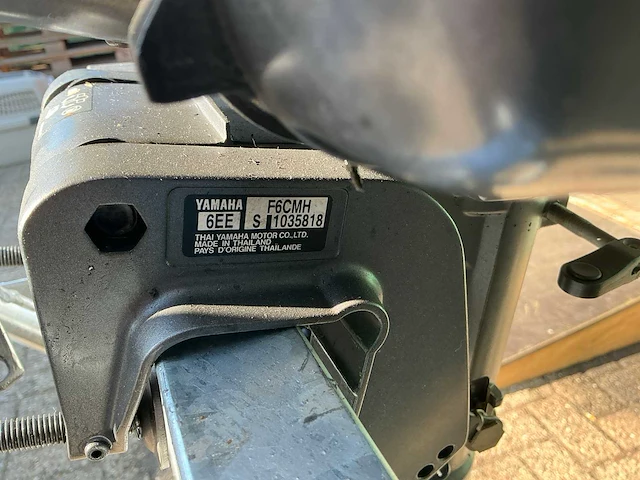 YAMAHA F6CMH
6EE S 1035818
THAI YAMAHA MOTOR CO.,LTD.
MADE IN THAILAND
PAYS D'ORIGINE THAILANDE